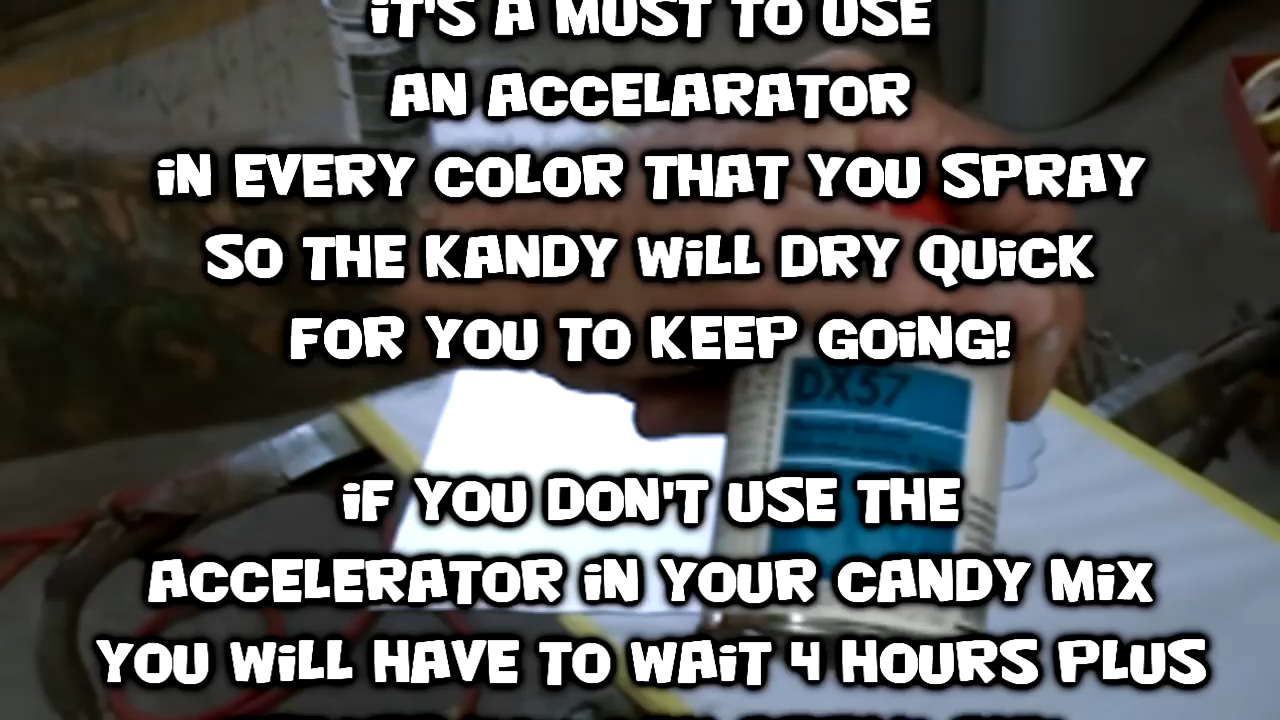 iT'S A MUST TO USE
AN ACCELARATOR
iN EVERY COLOR THAT YOU SPRAY
SO THE KANDY WiLL DRY QUiCK
FOR YOU TO KEEP GOiNG!
DX57
iF YOU DON'T USE THE
ACCELERATOR iN YOUR CANDY MiX
YOU WiLL HAVE TO WAiT 4 HOURS PLUS